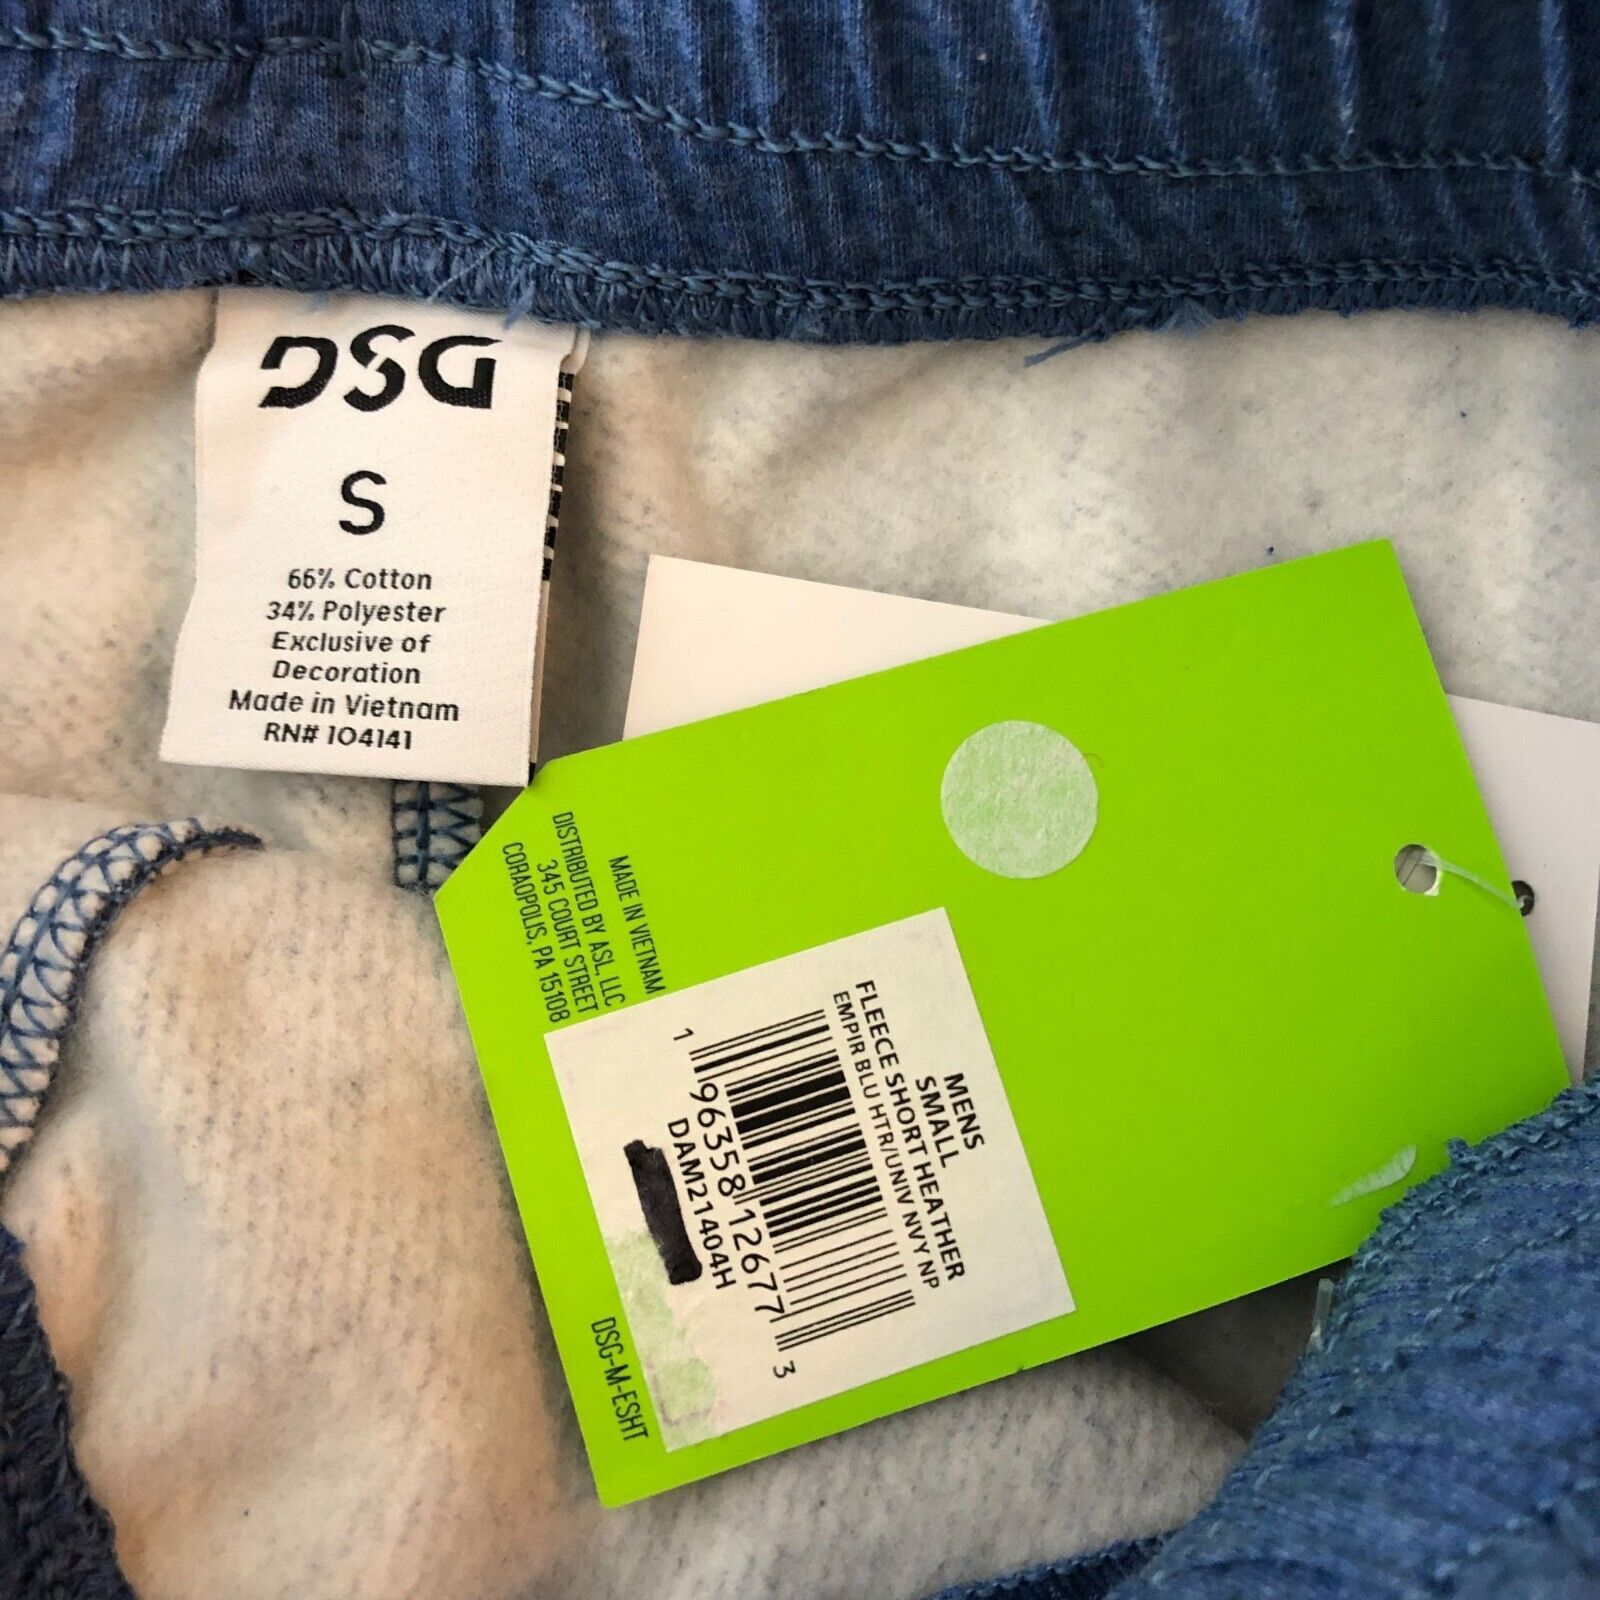 DSG
S
66% Cotton
34% Polyester
Exclusive of
Decoration
Made in Vietnam
RN# 104141
MADE IN VIETNAM
DISTRIBUTED BY ASL, LLC
345 COURT STREET
CORAOPOLIS, PA 15108
MENS
SMALL
FLEECE SHORT HEATHER
EMPIR BLU HTR/UNIV NVY NP
1 96358 12677 3
DAM21404H
DSG-M-ESHT